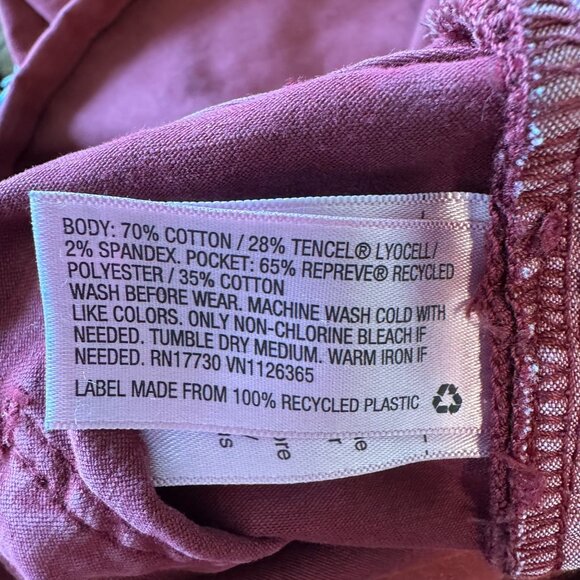 BODY: 70% COTTON / 28% TENCEL® LYOCELL/
2% SPANDEX. POCKET: 65% REPREVE® RECYCLED
POLYESTER / 35% COTTON
WASH BEFORE WEAR. MACHINE WASH COLD WITH
LIKE COLORS. ONLY NON-CHLORINE BLEACH IF
NEEDED. TUMBLE DRY MEDIUM. WARM IRON IF
NEEDED. RN17730 VN1126365
LABEL MADE FROM 100% RECYCLED PLASTIC